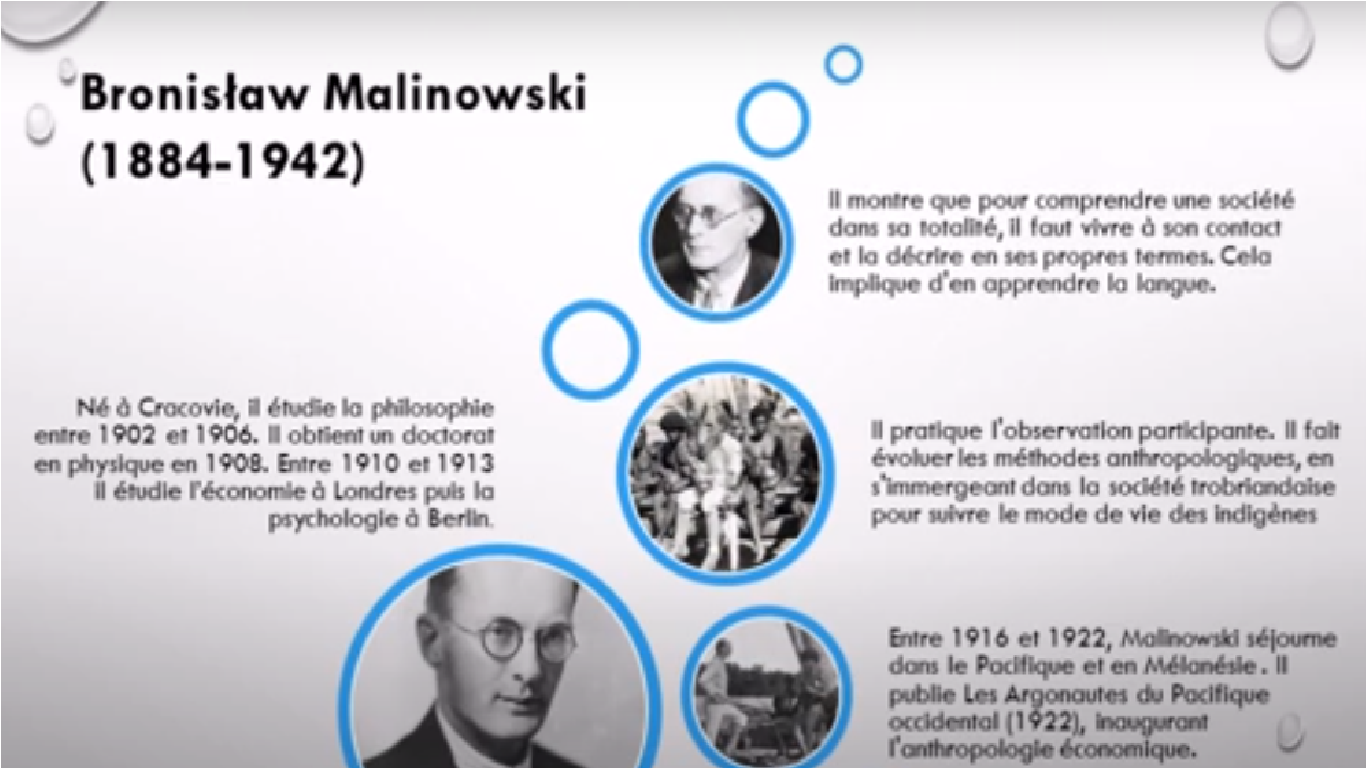 Bronisław Malinowski
(1884-1942)
Il montre que pour comprendre une société
dans sa totalité, il faut vivre à son contact
et la décrire en ses propres termes. Cela
implique d'en apprendre la langue.
Né à Cracovie, il étudie la philosophie
entre 1902 et 1906. Il obtient un doctorat
en physique en 1908. Entre 1910 et 1913
il étudie l'économie à Londres puis la
psychologie à Berlin.
Il pratique l'observation participante. Il fait
évoluer les méthodes anthropologiques, en
s'immergeant dans la société trobriandaise
pour suivre le mode de vie des indigènes
Entre 1916 et 1922, Malinowski séjourne
dans le Pacifique et en Mélanésie. Il
publie Les Argonautes du Pacifique
occidental (1922), inaugurant
l'anthropologie économique.